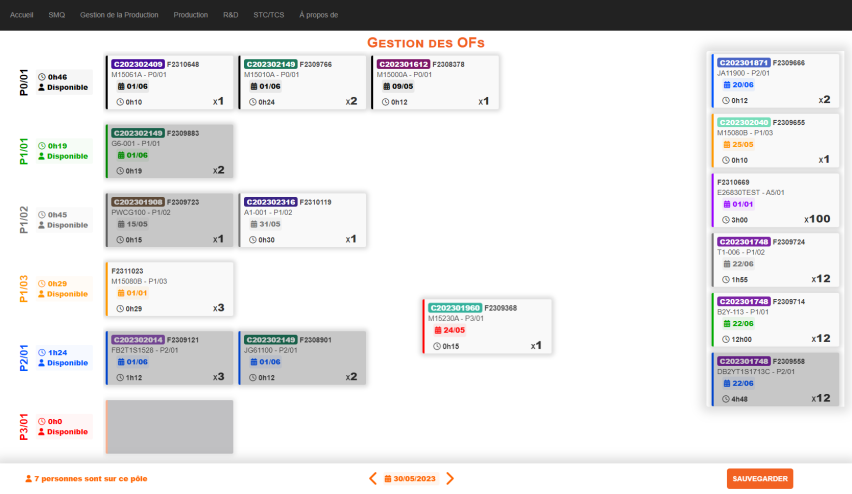 Accueil SMQ Gestion de la Production Production R&D STC/TCS À propos de
Gestion des OFs
P0/01
0h46
Disponible
C202302409 F2310648
M15061A - P0/01
01/06
0h10 x1
C202302149 F2309766
M15010A - P0/01
01/06
0h24 x2
C202301612 F2308378
M15000A - P0/01
09/05
0h12 x1
P1/01
0h19
Disponible
C202302149 F2309883
G6-001 - P1/01
01/06
0h19 x2
P1/02
0h45
Disponible
C202301908 F2309723
PWCG100 - P1/02
15/05
0h15 x1
C202302316 F2310119
A1-001 - P1/02
31/05
0h30 x1
P1/03
0h29
Disponible
F2311023
M15080B - P1/03
01/01
0h29 x3
P2/01
1h24
Disponible
C202302014 F2309121
FB2T1S1528 - P2/01
01/06
1h12 x3
C202302149 F2308901
JG61100 - P2/01
01/06
0h12 x2
P3/01
0h0
Disponible
C202301960 F2309368
M15230A - P3/01
24/05
0h15 x1
C202301871 F2309666
JA11900 - P2/01
20/06
0h12 x2
C202302040 F2309655
M15080B - P1/03
25/05
0h10 x1
F2310669
E26830TEST - A5/01
01/01
3h00 x100
C202301748 F2309724
T1-006 - P1/02
22/06
1h55 x12
C202301748 F2309714
B2Y-113 - P1/01
22/06
12h00 x12
C202301748 F2309558
DB2YT1S1713C - P2/01
22/06
4h48 x12
7 personnes sont sur ce pôle
30/05/2023
SAUVEGARDER